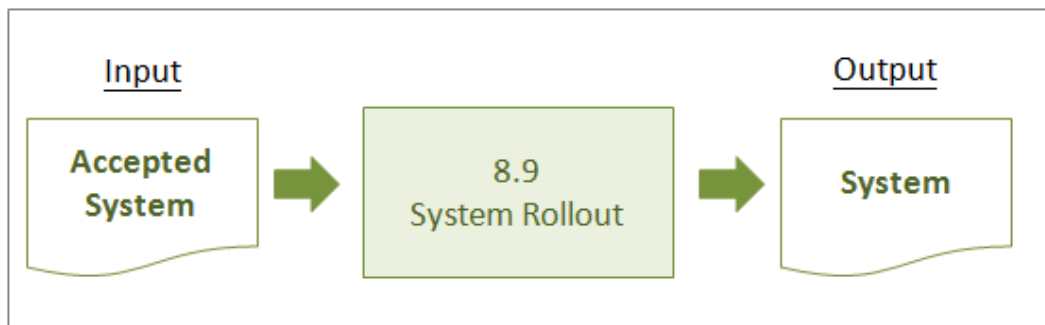 Input
Output
Accepted
System
8.9
System Rollout
System